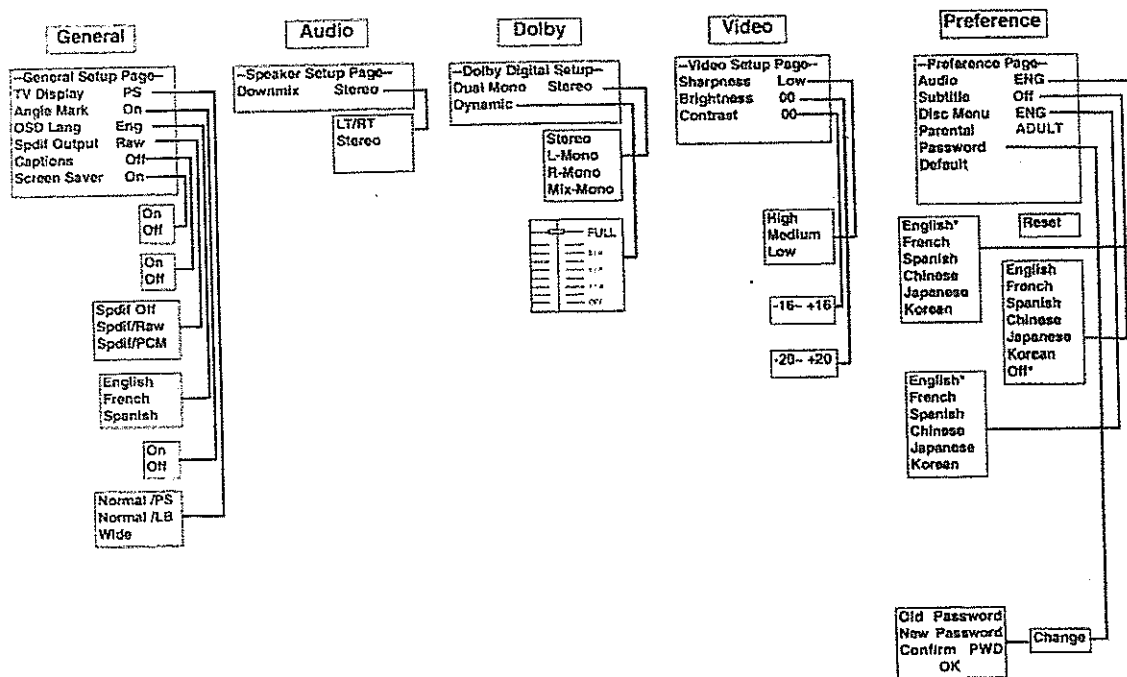 General
--General Setup Page--
TV Display PS
Angle Mark On
OSD Lang Eng
Spdif Output Raw
Captions Off
Screen Saver On
On
Off
On
Off
Spdif Off
Spdif/Raw
Spdif/PCM
English
French
Spanish
On
Off
Normal /PS
Normal /LB
Wide
Audio
--Speaker Setup Page--
Downmix Stereo
LT/RT
Stereo
Dolby
--Dolby Digital Setup--
Dual Mono Stereo
Dynamic
Stereo
L-Mono
R-Mono
Mix-Mono
FULL
OFF
Video
--Video Setup Page--
Sharpness Low
Brightness 00
Contrast 00
High
Medium
Low
-16~ +16
-20~ +20
Preference
--Preference Page--
Audio ENG
Subtitle Off
Disc Menu ENG
Parental ADULT
Password
Default
Reset
English*
French
Spanish
Chinese
Japanese
Korean
English
French
Spanish
Chinese
Japanese
Korean
Off*
English*
French
Spanish
Chinese
Japanese
Korean
Old Password
New Password
Confirm PWD
OK
Change